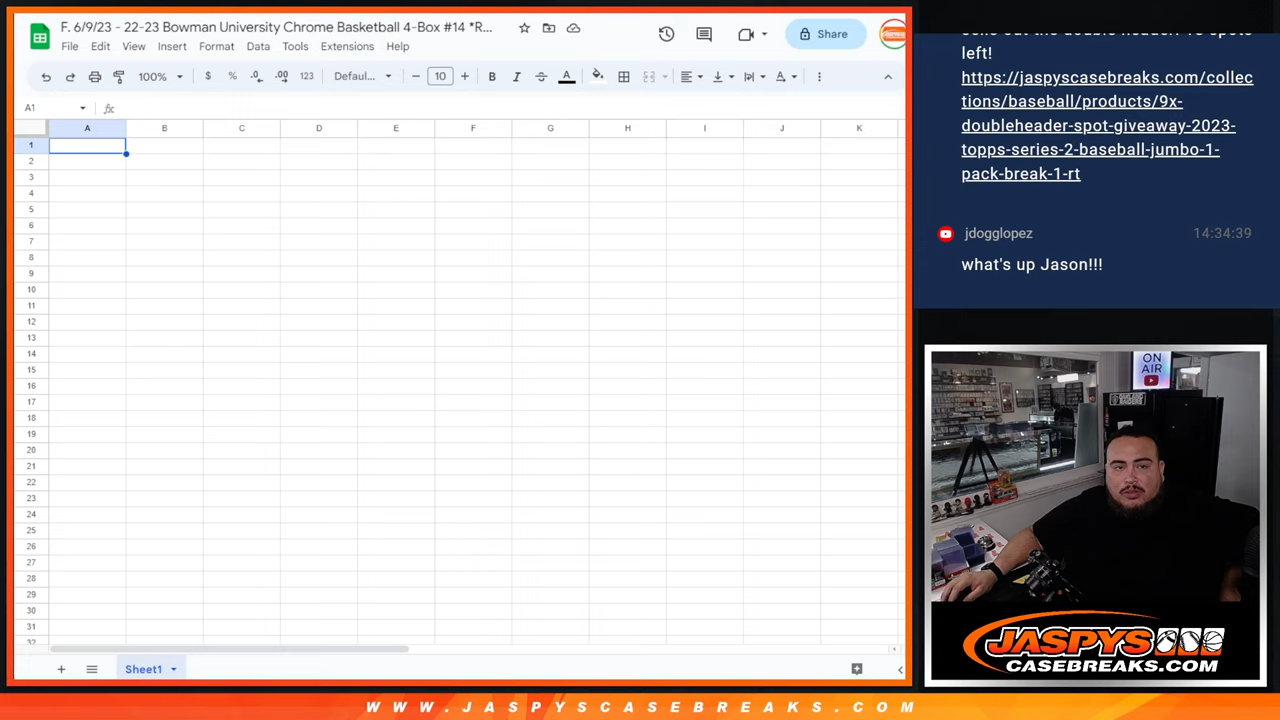 F. 6/9/23 - 22-23 Bowman University Chrome Basketball 4-Box #14 *R...
File Edit View Insert Format Data Tools Extensions Help
Share
100% $ % .0 .00 123 Defaul... 10 B I A
A1 fx
A B C D E F G H I J K
1
2
3
4
5
6
7
8
9
10
11
12
13
14
15
16
17
18
19
20
21
22
23
24
25
26
27
28
29
30
31
32
Sheet1
left!
https://jaspyscasebreaks.com/collec
tions/baseball/products/9x-
doubleheader-spot-giveaway-2023-
topps-series-2-baseball-jumbo-1-
pack-break-1-rt
jdogglopez 14:34:39
what's up Jason!!!
ON
AIR
JASPYS
CASEBREAKS.COM
WWW.JASPYSCASEBREAKS.COM